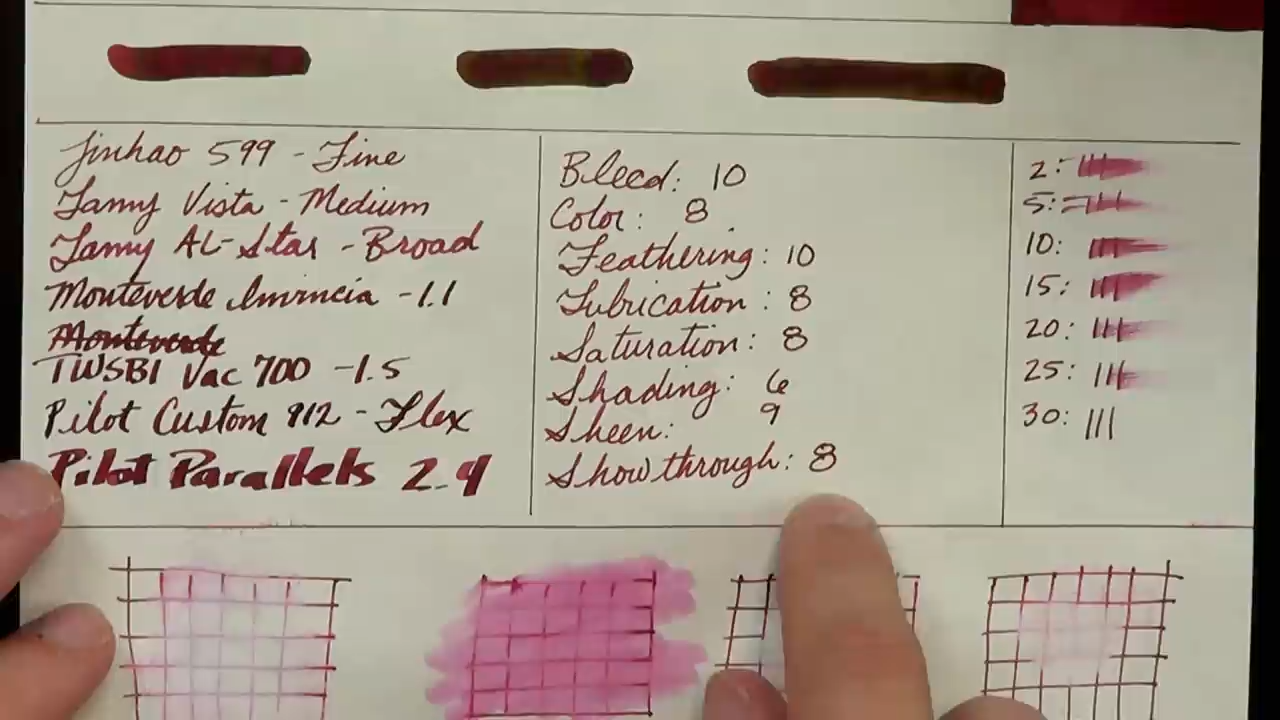 Jinhao 599 - Fine
Lamy Vista - Medium
Lamy AL-Star - Broad
Monteverde Invincia - 1.1
Monteverde
TWSBI Vac 700 - 1.5
Pilot Custom 912 - Flex
Pilot Parallels 2.4
Bleed: 10
Color: 8
Feathering: 10
Lubrication: 8
Saturation: 8
Shading: 6
Sheen: 9
Show through: 8
2:
5:
10:
15:
20:
25:
30: